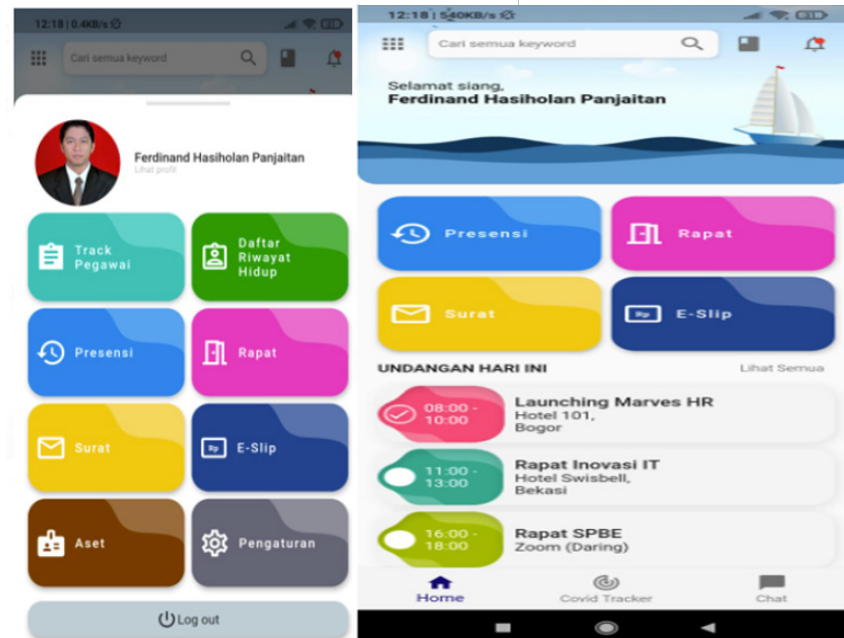 12:18 | 0.4KB/s
Cari semua keyword
Ferdinand Hasiholan Panjaitan
Lihat profil
Track
Pegawai
Daftar
Riwayat
Hidup
Presensi
Rapat
Surat
Rp
E-Slip
Aset
Pengaturan
Log out
12:18 | 540KB/s
Cari semua keyword
Selamat siang,
Ferdinand Hasiholan Panjaitan
Presensi
Rapat
Surat
Rp
E-Slip
UNDANGAN HARI INI
Lihat Semua
08:00 -
10:00
Launching Marves HR
Hotel 101,
Bogor
11:00 -
13:00
Rapat Inovasi IT
Hotel Swisbell,
Bekasi
16:00 -
18:00
Rapat SPBE
Zoom (Daring)
Home
Covid Tracker
Chat